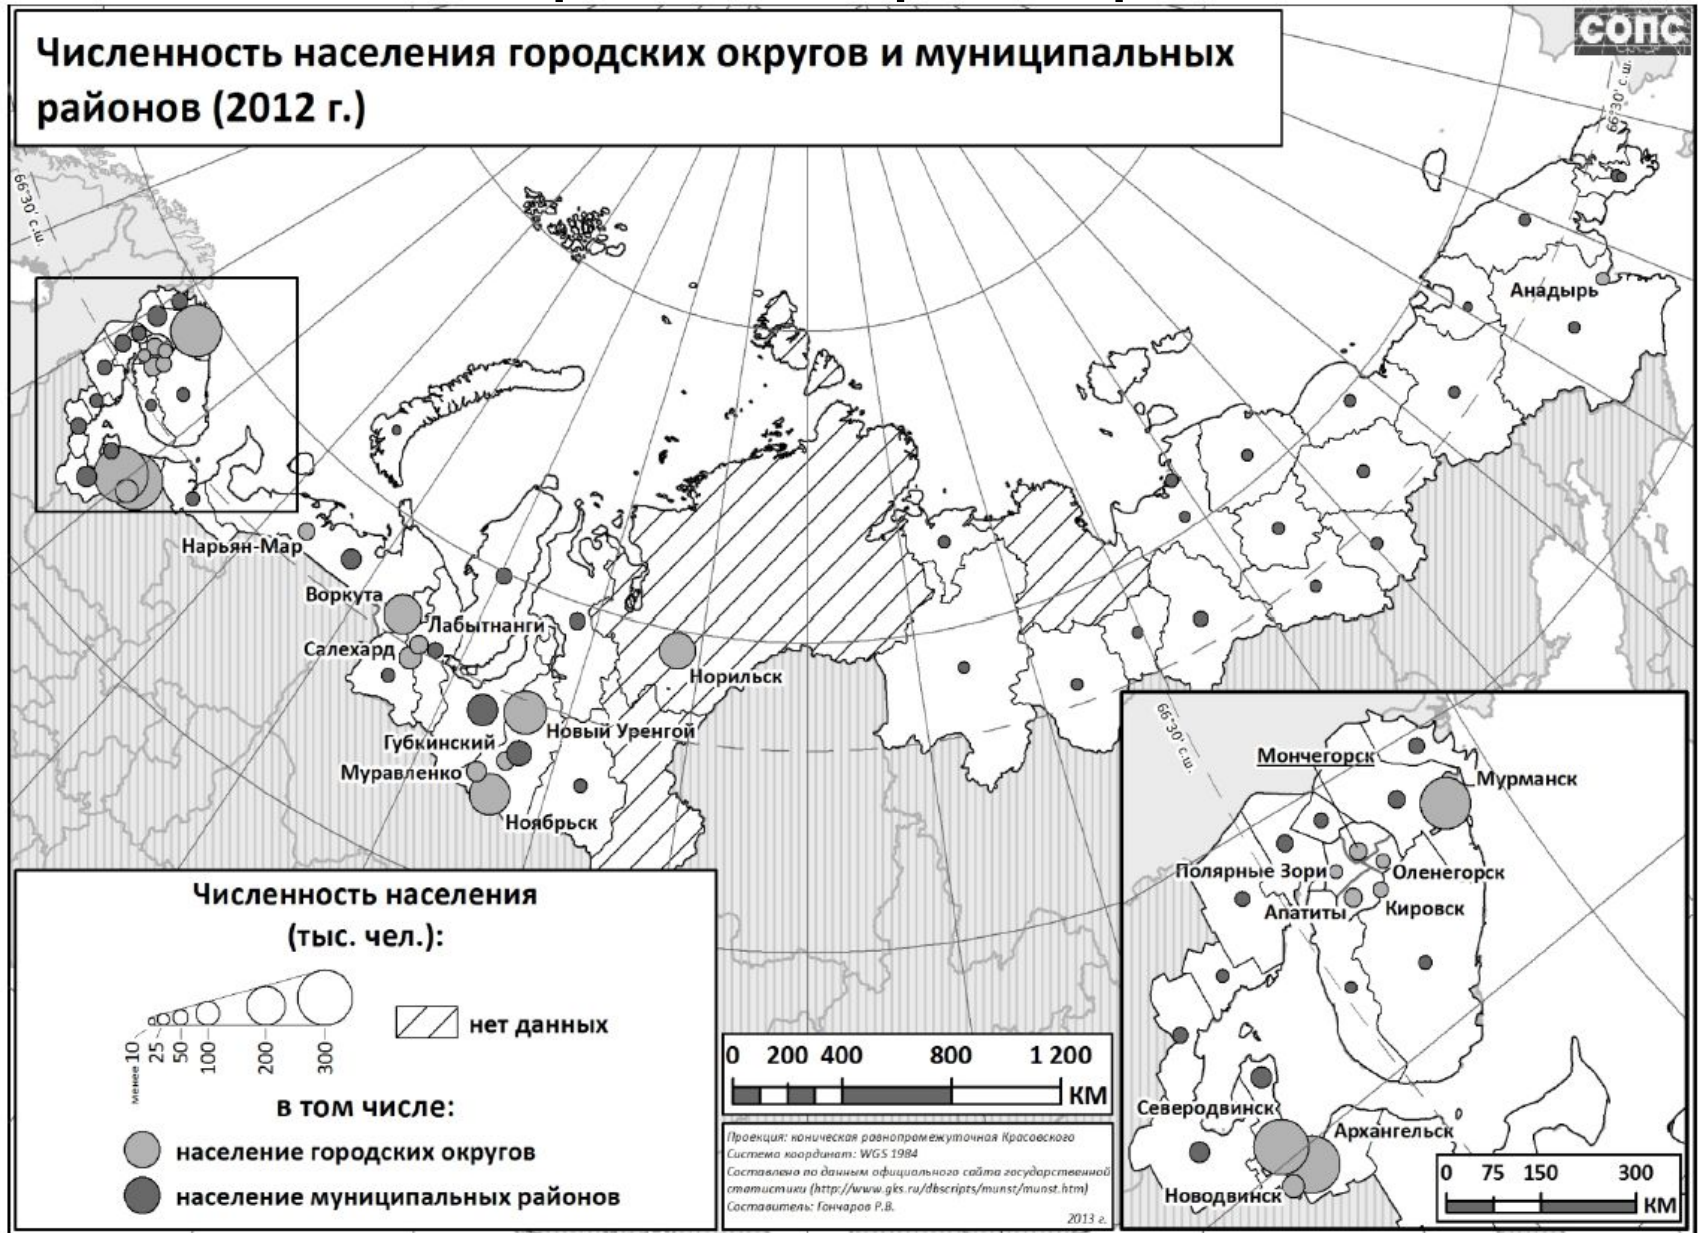 Численность населения городских округов и муниципальных
районов (2012 г.)
СОПС
66°30' с.ш.
66°30' с.ш.
Анадырь
Нарьян-Мар
Воркута
Лабытнанги
Салехард
Норильск
Новый Уренгой
Губкинский
Муравленко
Ноябрьск
66°30' с.ш.
Мончегорск
Мурманск
Полярные Зори
Оленегорск
Апатиты
Кировск
Северодвинск
Архангельск
Новодвинск
0 75 150 300
КМ
Численность населения
(тыс. чел.):
менее 10
25
50
100
200
300
нет данных
в том числе:
население городских округов
население муниципальных районов
0 200 400 800 1 200
КМ
Проекция: коническая равнопромежуточная Красовского
Система координат: WGS 1984
Составлено по данным официального сайта государственной
статистики (http://www.gks.ru/dbscripts/munst/munst.htm)
Составитель: Гончаров Р.В.
2013 г.